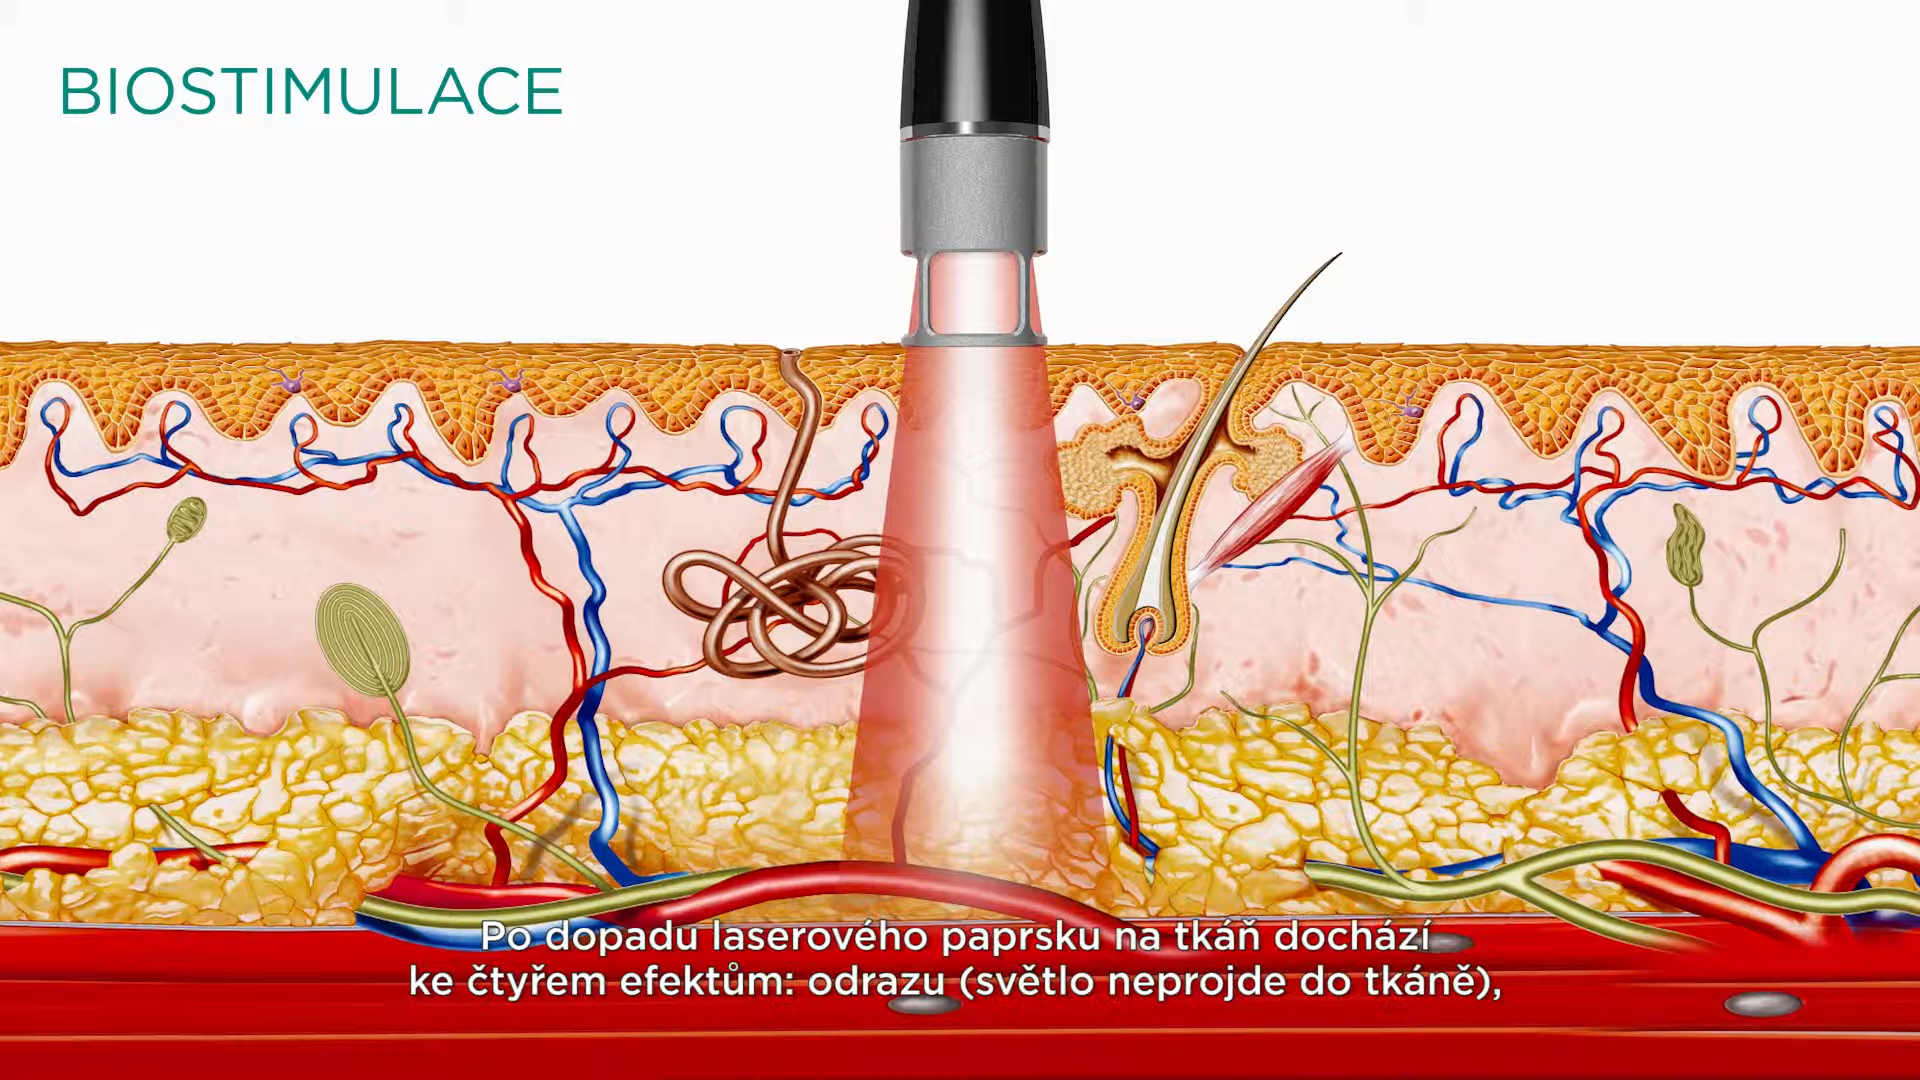 BIOSTIMULACE
Po dopadu laserového paprsku na tkáň dochází
ke čtyřem efektům: odrazu (světlo neprojde do tkáně),